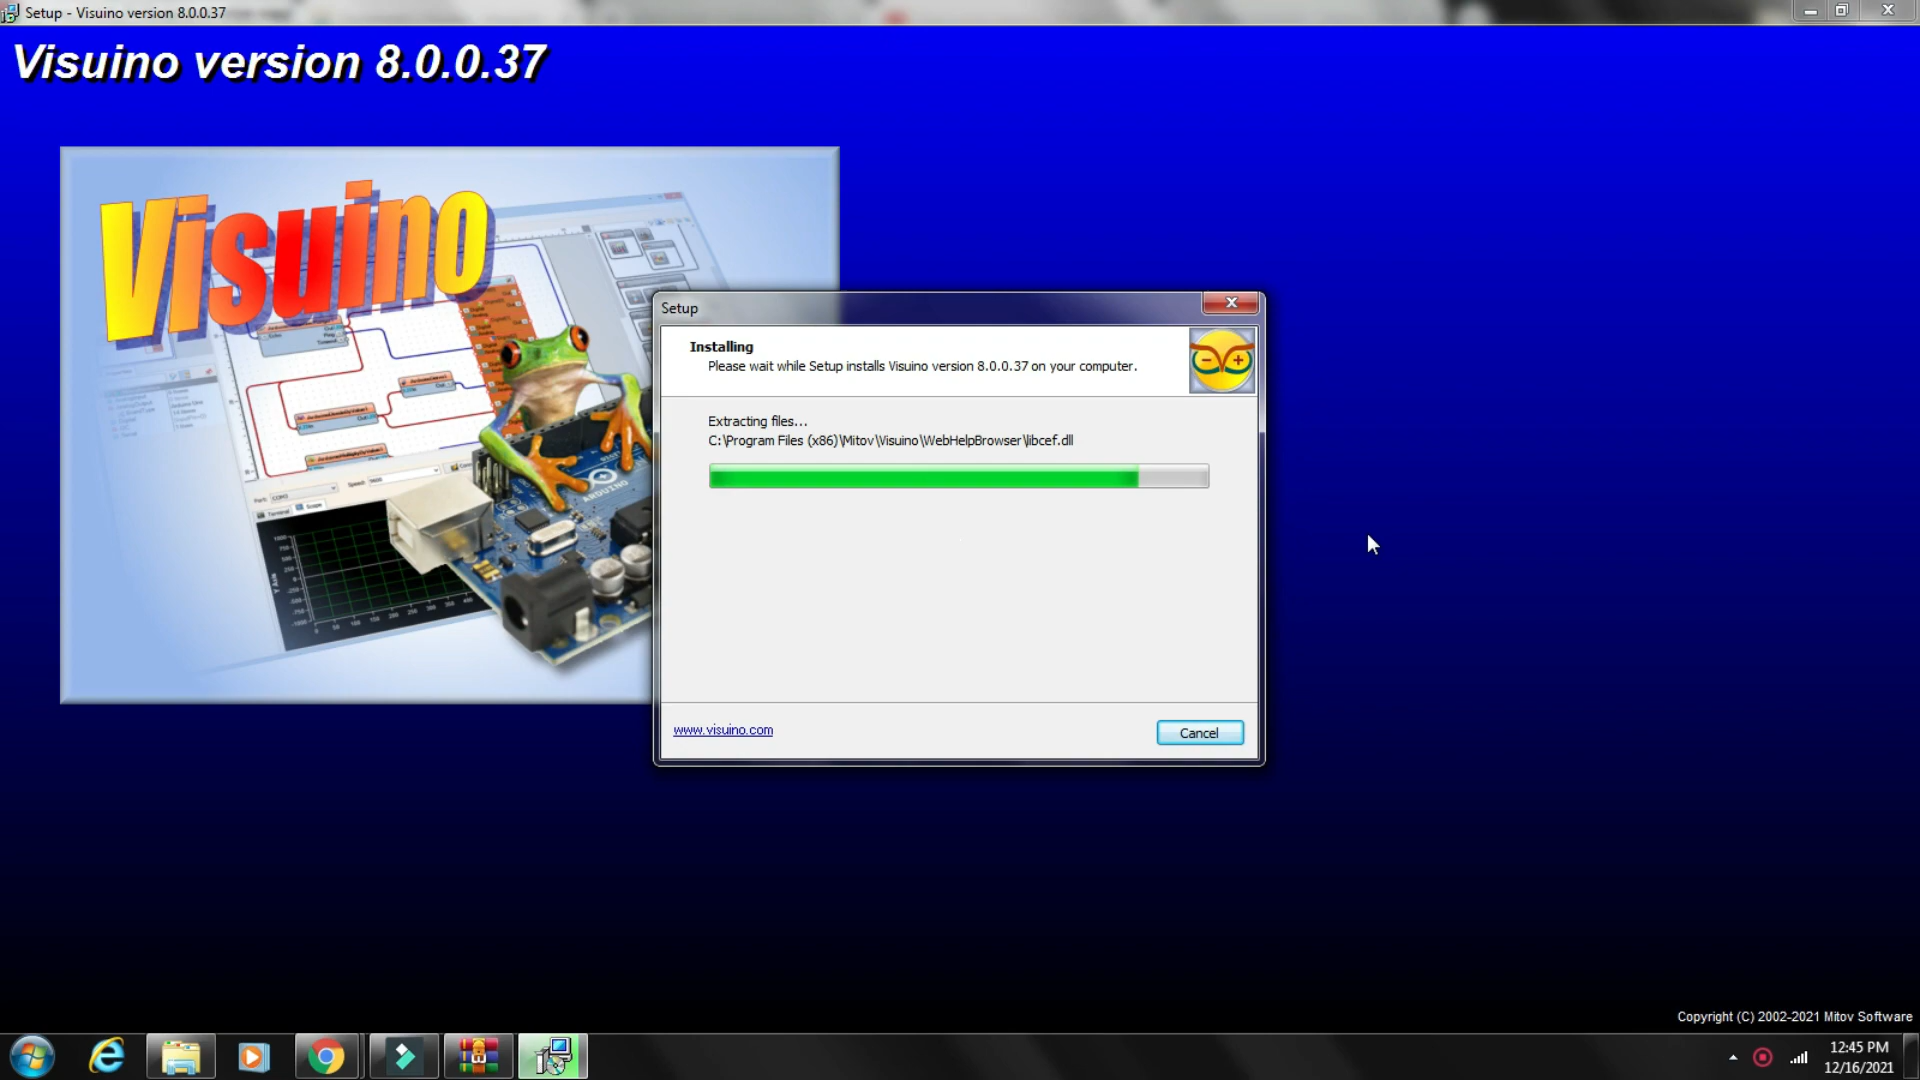 Setup - Visuino version 8.0.0.37
Visuino version 8.0.0.37
Visuino
ARDUINO
Setup
Installing
Please wait while Setup installs Visuino version 8.0.0.37 on your computer.
Extracting files...
C:\Program Files (x86)\Mitov\Visuino\WebHelpBrowser\libcef.dll
www.visuino.com
Cancel
Copyright (C) 2002-2021 Mitov Software
12:45 PM
12/16/2021